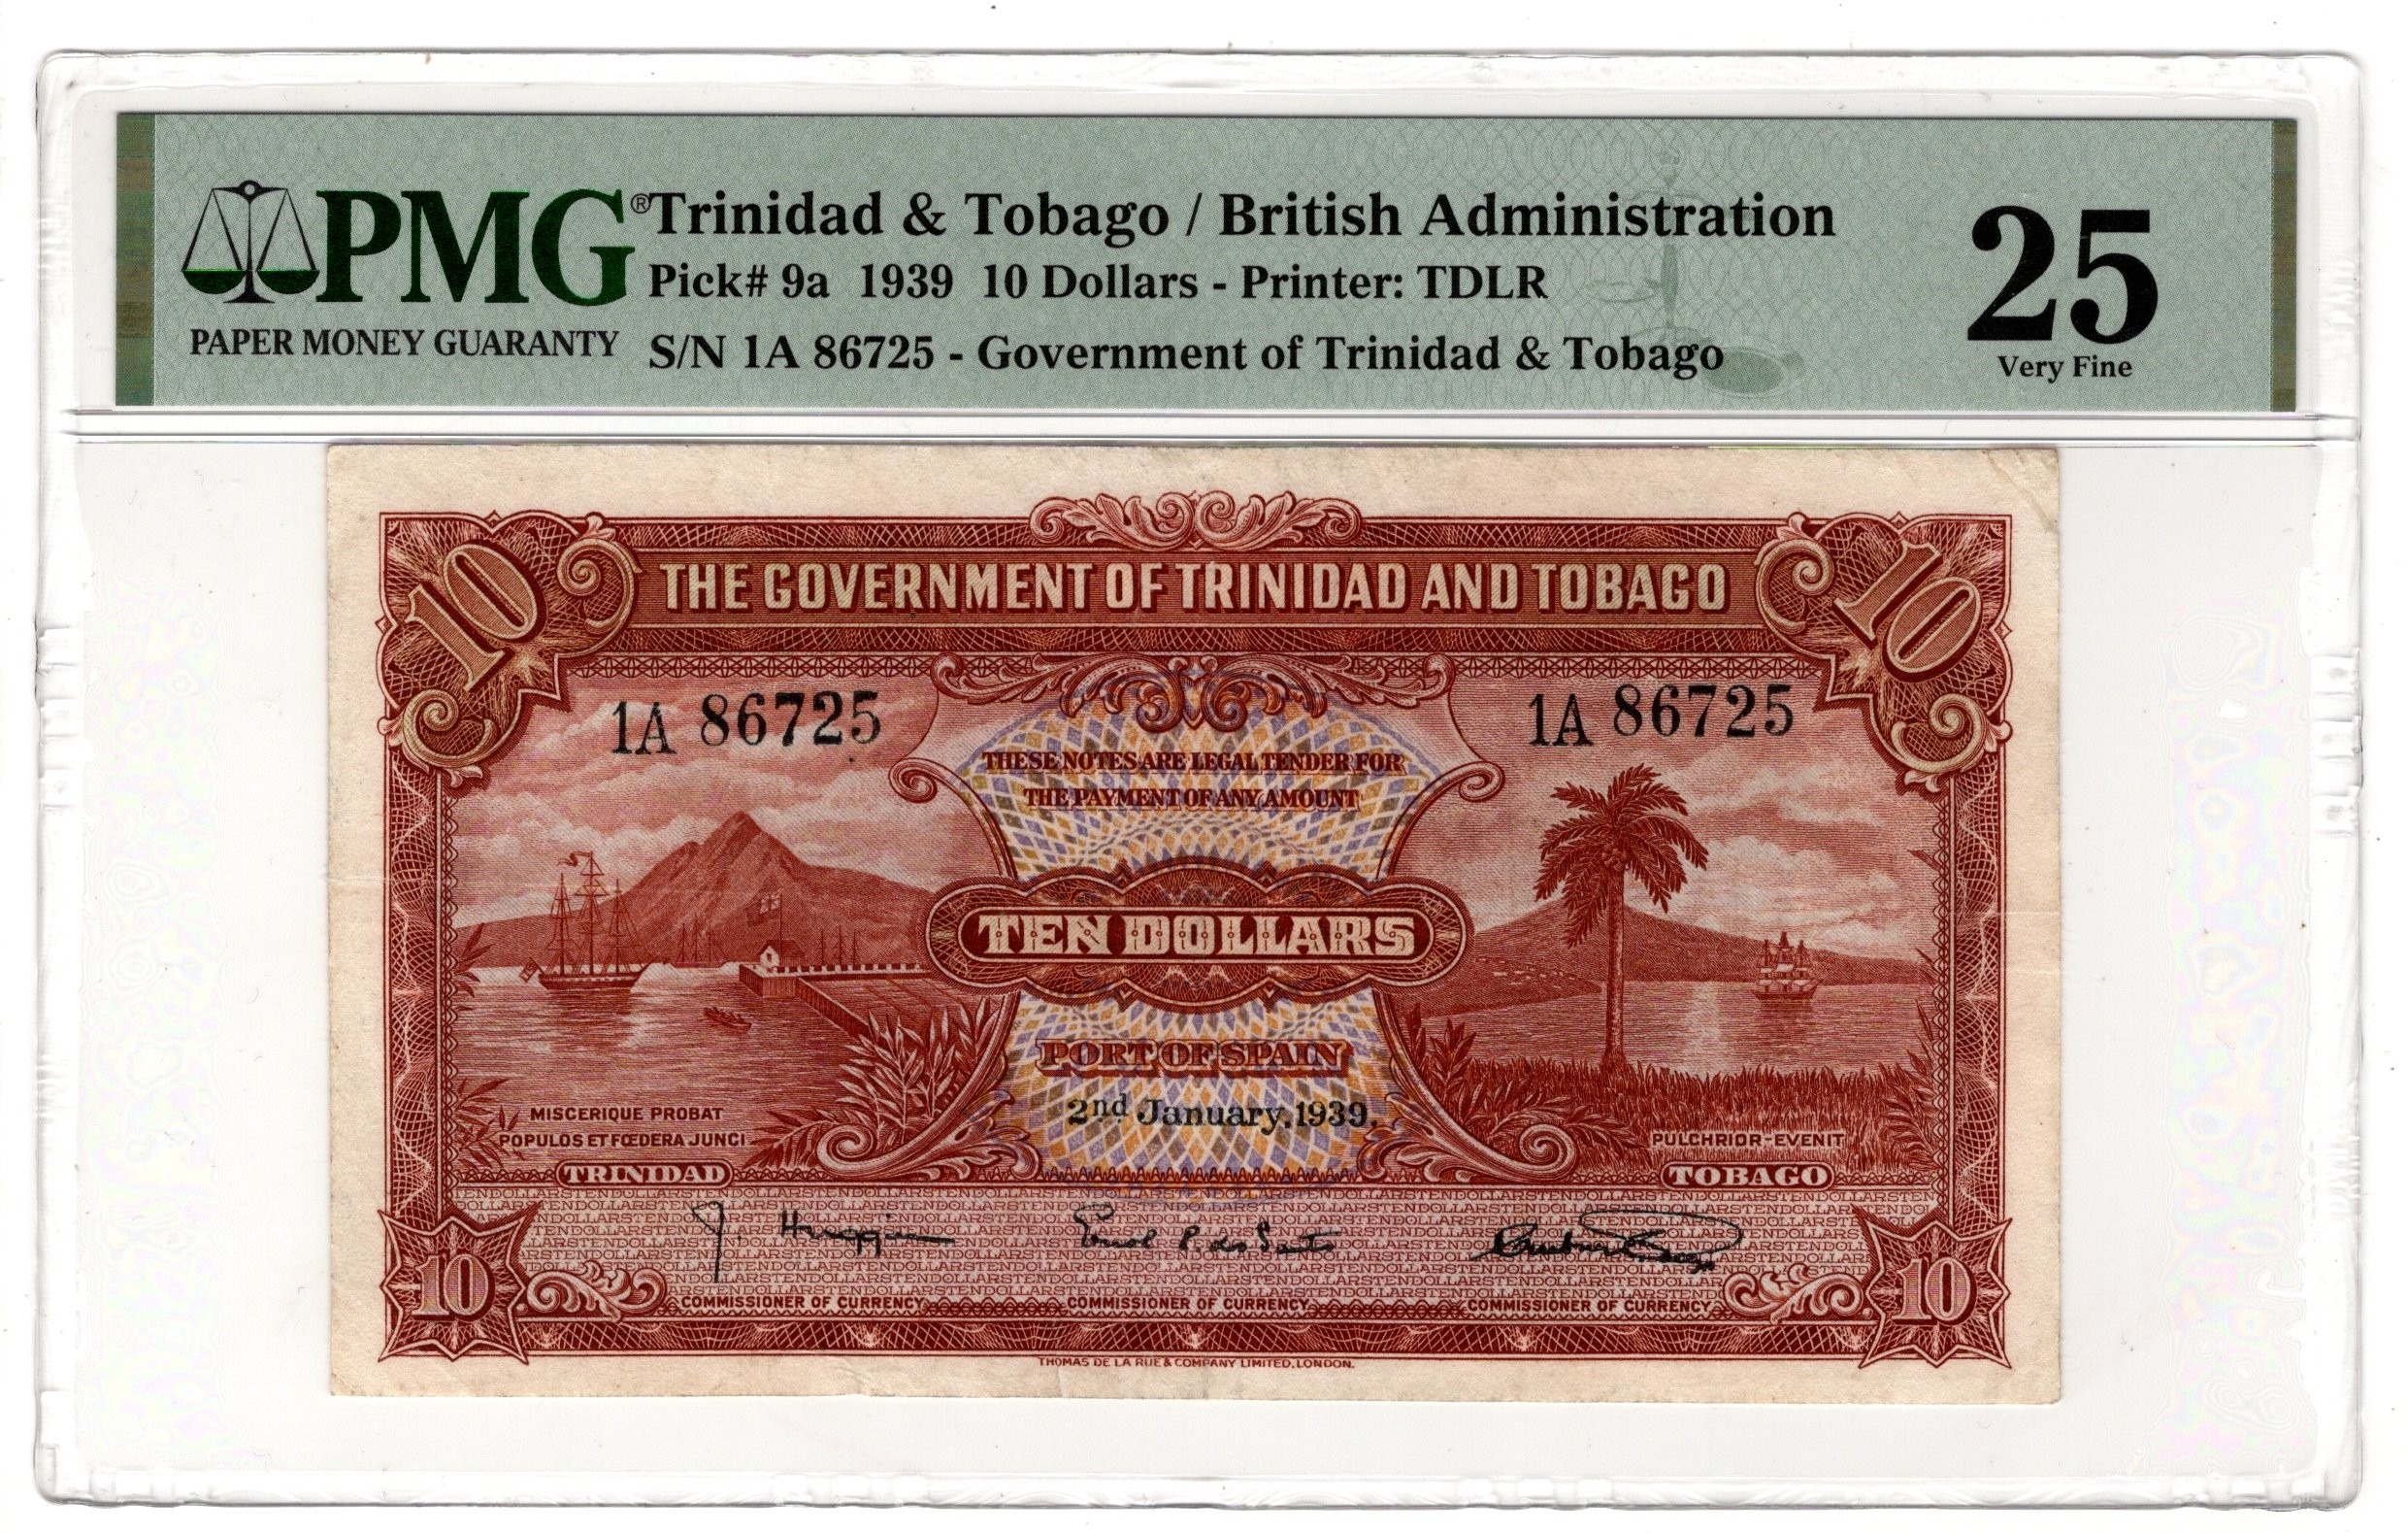 PMG®
PAPER MONEY GUARANTY
Trinidad & Tobago / British Administration
Pick# 9a 1939 10 Dollars - Printer: TDLR
S/N 1A 86725 - Government of Trinidad & Tobago
25
Very Fine
10
THE GOVERNMENT OF TRINIDAD AND TOBAGO
10
1A 86725
1A 86725
THESE NOTES ARE LEGAL TENDER FOR
THE PAYMENT OF ANY AMOUNT
TEN DOLLARS
PORT OF SPAIN
2nd January, 1939.
MISCERIQUE PROBAT
POPULOS ET FŒDERA JUNGI
TRINIDAD
PULCHRIOR-EVENIT
TOBAGO
10
COMMISSIONER OF CURRENCY
COMMISSIONER OF CURRENCY
COMMISSIONER OF CURRENCY
10
THOMAS DE LA RUE & COMPANY LIMITED, LONDON.